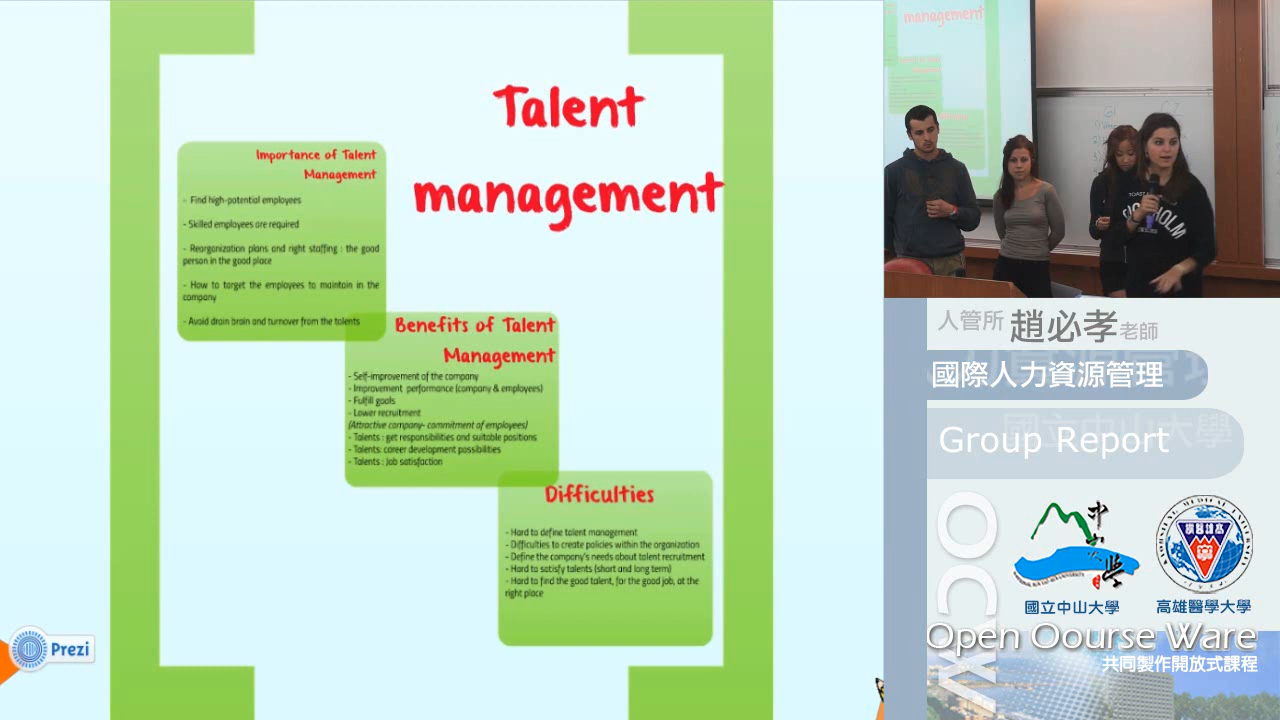 Talent
management
Importance of Talent
Management
- Find high-potential employees
- Skilled employees are required
- Reorganization plans and right staffing : the good
person in the good place
- How to target the employees to maintain in the
company
- Avoid drain brain and turnover from the talents
Benefits of Talent
Management
- Self-improvement of the company
- Improvement performance (company & employees)
- Fulfill goals
- Lower recruitment
(Attractive company- commitment of employees)
- Talents : get responsibilities and suitable positions
- Talents: career development possibilities
- Talents : Job satisfaction
Difficulties
- Hard to define talent management
- Difficulties to create policies within the organization
- Define the company's needs about talent recruitment
- Hard to satisfy talents (short and long term)
- Hard to find the good talent, for the good job, at the
right place
Prezi
management
人管所 趙必孝老師
國際人力資源管理
Group Report
OCW
國立中山大學
高雄醫學大學
Open Oourse Ware
共同製作開放式課程